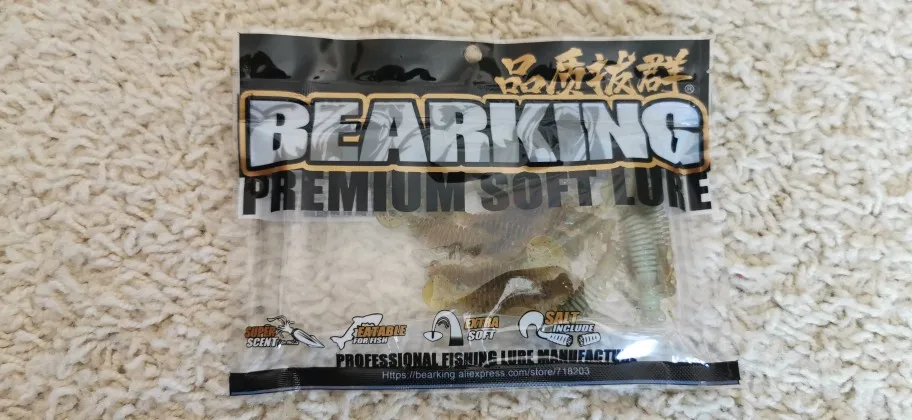 品质拔群
®
BEARKING
PREMIUM SOFT LURE
SUPER
SCENT
EATABLE
FOR FISH
EXTRA
SOFT
SALT
INCLUDE
PROFESSIONAL FISHING LURE MANUFACTU
Https://bearking.aliexpress.com/store/718203